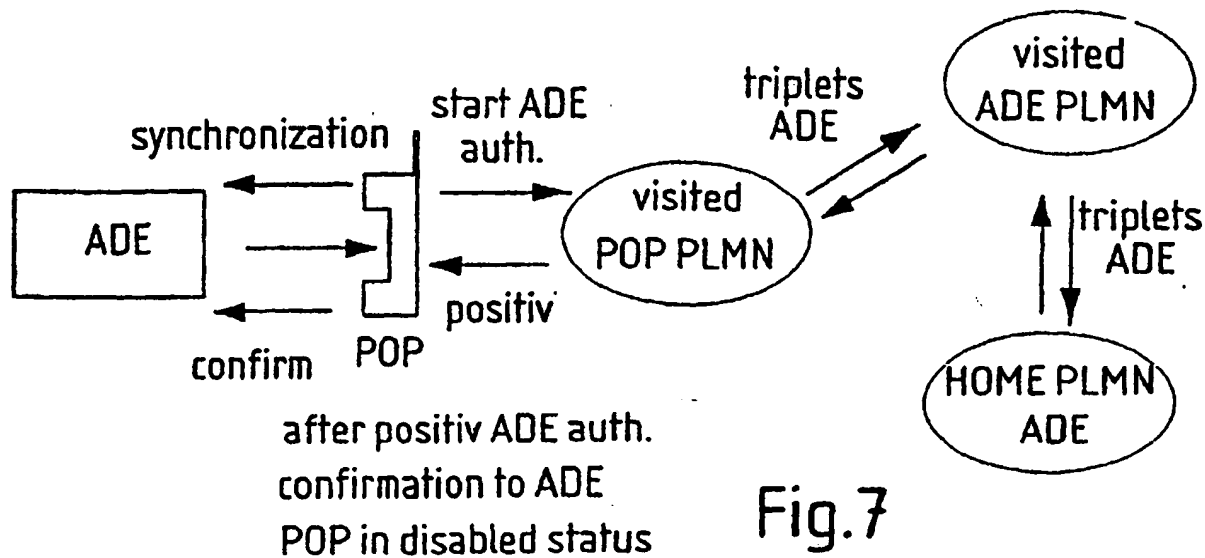 synchronization
start ADE
auth.
triplets
ADE
visited
ADE PLMN
ADE
visited
POP PLMN
triplets
ADE
positiv
confirm
POP
HOME PLMN
ADE
after positiv ADE auth.
confirmation to ADE
POP in disabled status
Fig.7